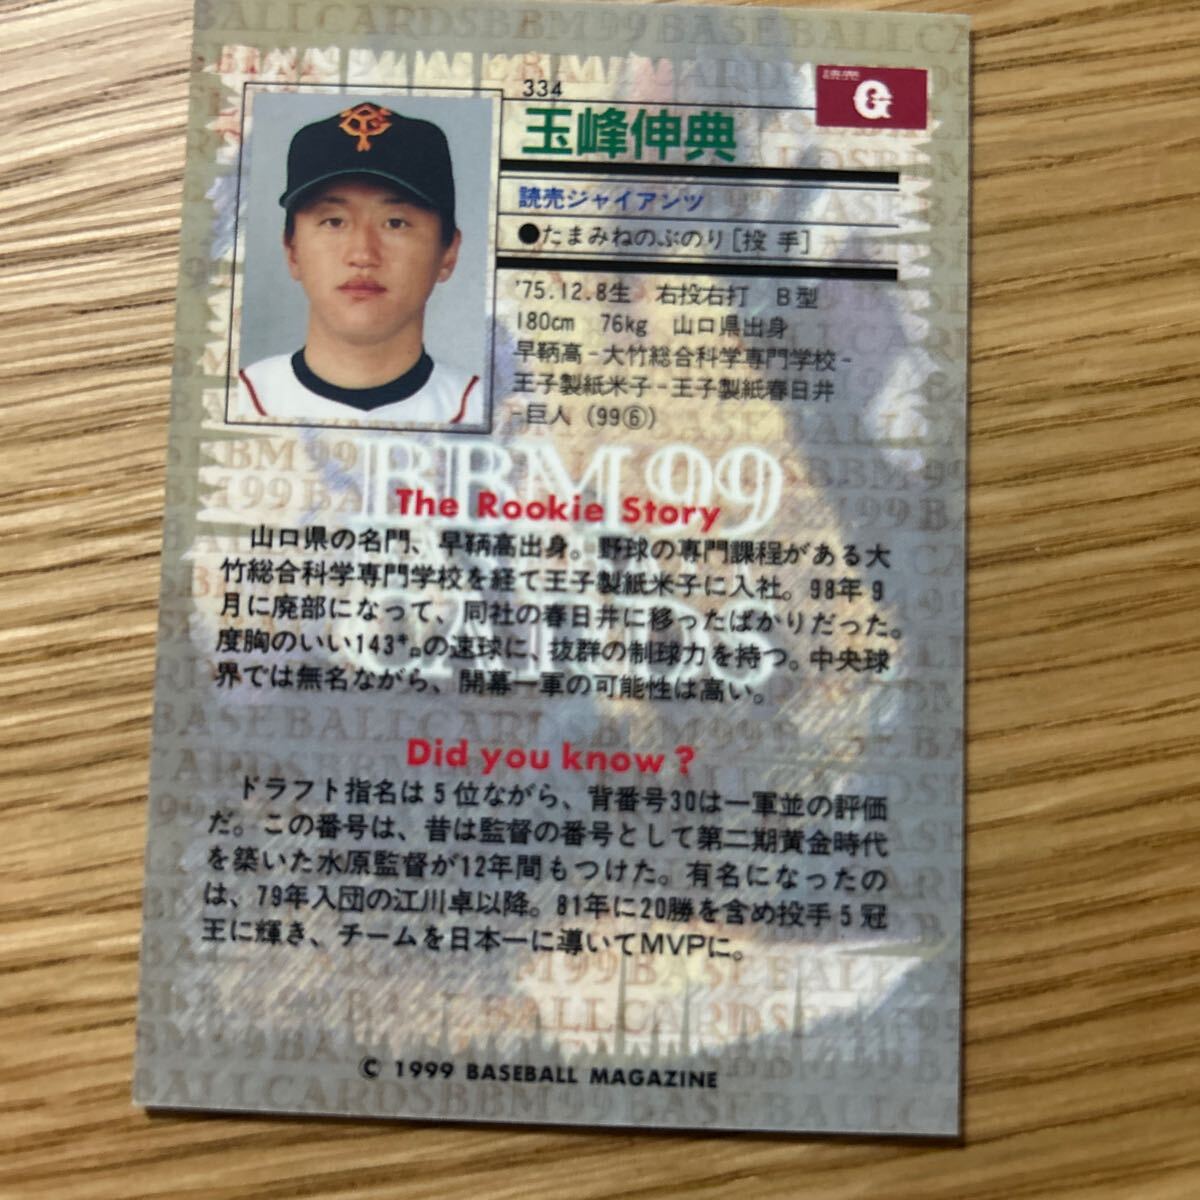 334
玉峰伸典
G
読売ジャイアンツ
●たまみねのぶのり[投 手]
'75.12.8生 右投右打 B型
180cm 76kg 山口県出身
早鞆高-大竹総合科学専門学校-
王子製紙米子-王子製紙春日井
-巨人（99⑥）
BBM 99
The Rookie Story
山口県の名門、早鞆高出身。野球の専門課程がある大
竹総合科学専門学校を経て王子製紙米子に入社。98年9
月に廃部になって、同社の春日井に移ったばかりだった。
度胸のいい143㌔の速球に、抜群の制球力を持つ。中央球
界では無名ながら、開幕一軍の可能性は高い。
Did you know?
ドラフト指名は5位ながら、背番号30は一軍並の評価
だ。この番号は、昔は監督の番号として第二期黄金時代
を築いた水原監督が12年間もつけた。有名になったの
は、79年入団の江川卓以降。81年に20勝を含め投手5冠
王に輝き、チームを日本一に導いてMVPに。
© 1999 BASEBALL MAGAZINE